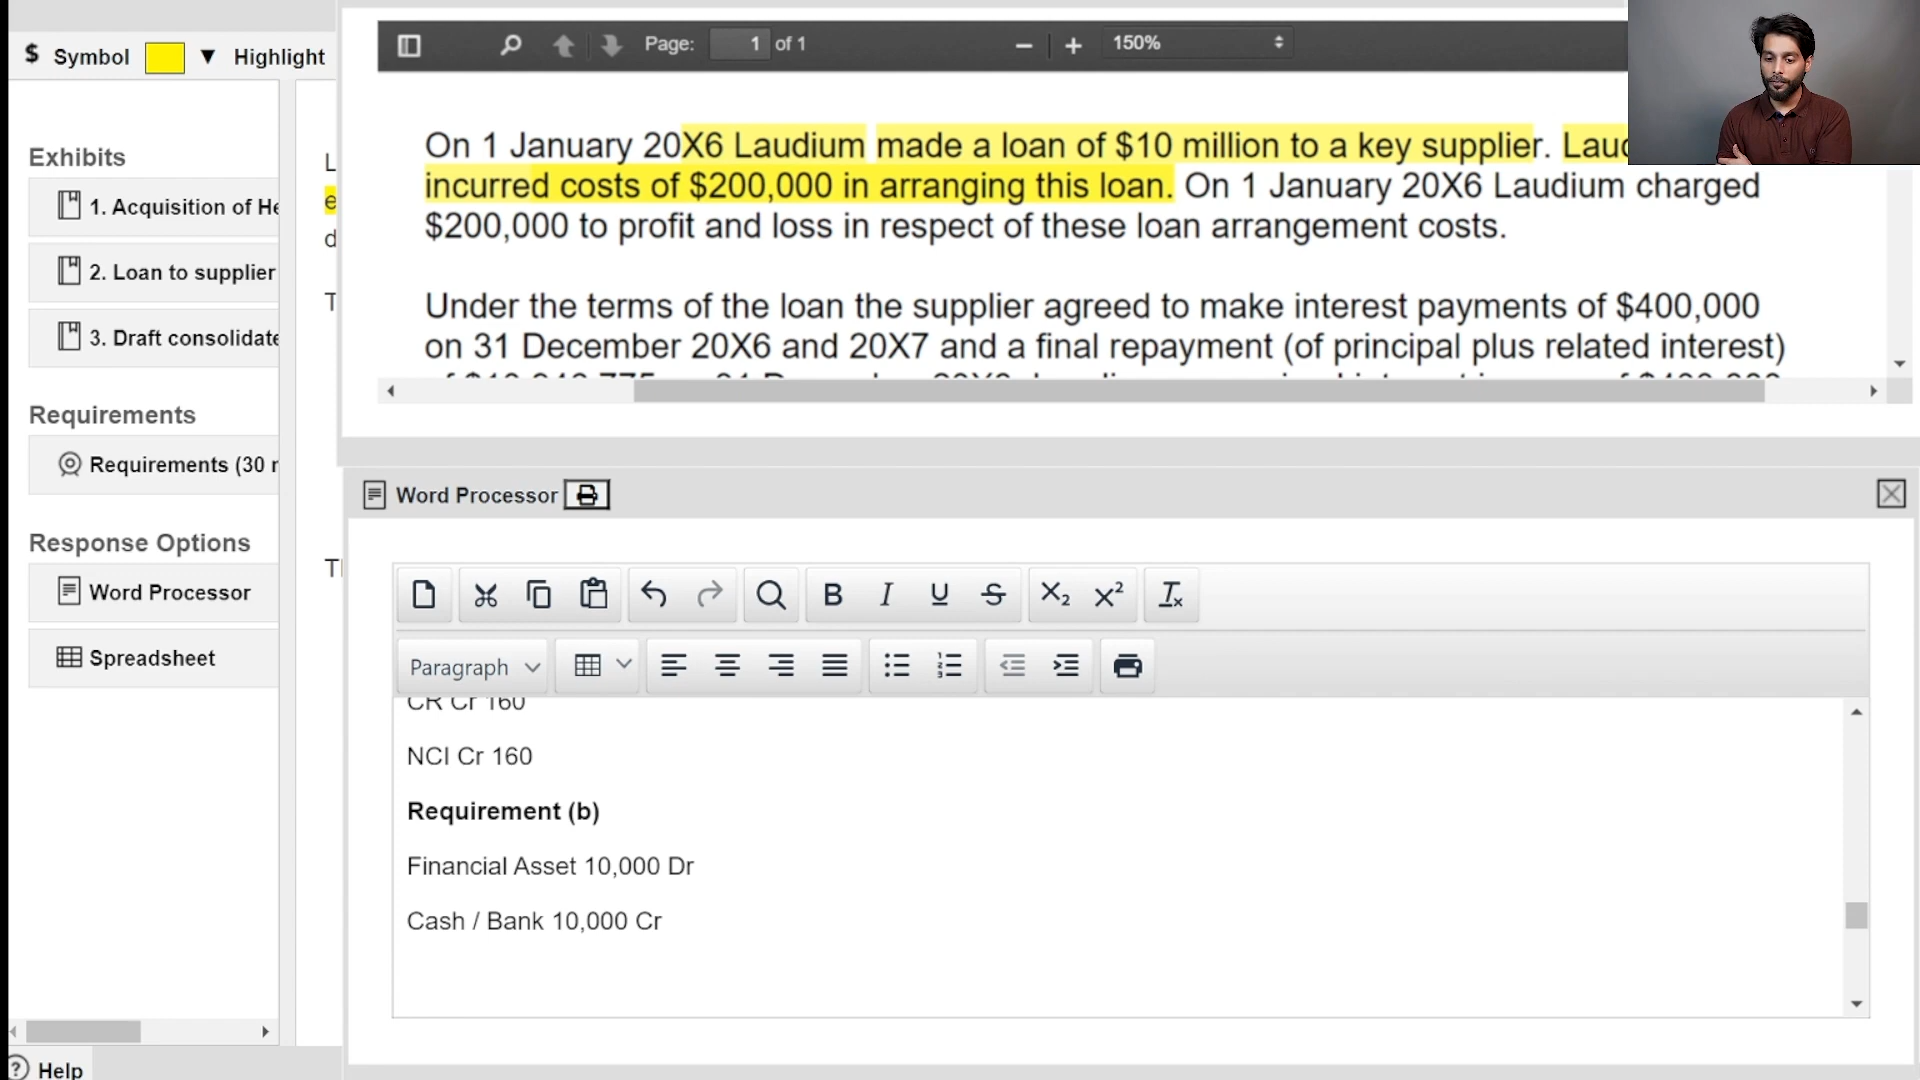 $ Symbol ▼ Highlight
Page: 1 of 1
150%
Exhibits
1. Acquisition of He
2. Loan to supplier
3. Draft consolidate
Requirements
Requirements (30 r
Response Options
Word Processor
Spreadsheet
Help
On 1 January 20X6 Laudium made a loan of $10 million to a key supplier. Laud
incurred costs of $200,000 in arranging this loan. On 1 January 20X6 Laudium charged
$200,000 to profit and loss in respect of these loan arrangement costs.
Under the terms of the loan the supplier agreed to make interest payments of $400,000
on 31 December 20X6 and 20X7 and a final repayment (of principal plus related interest)
Word Processor
Paragraph
CR Cr 160
NCI Cr 160
Requirement (b)
Financial Asset 10,000 Dr
Cash / Bank 10,000 Cr